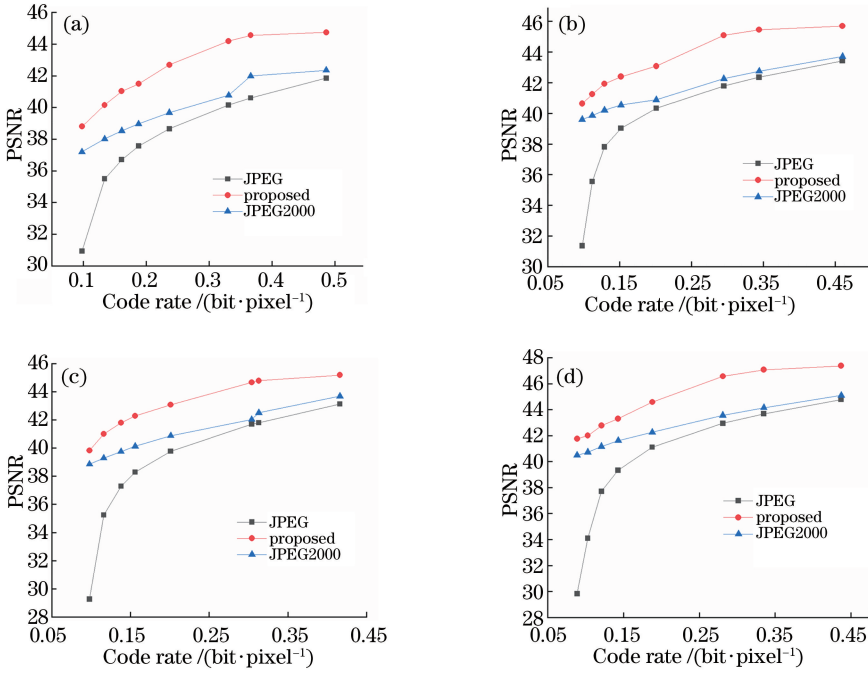 (a)
46
44
42
40
38
36
34
32
30
PSNR
JPEG
proposed
JPEG2000
0.1 0.2 0.3 0.4 0.5
Code rate /(bit·pixel⁻¹)
(b)
46
44
42
40
38
36
34
32
30
PSNR
JPEG
proposed
JPEG2000
0.05 0.15 0.25 0.35 0.45
Code rate /(bit·pixel⁻¹)
(c)
46
44
42
40
38
36
34
32
30
28
PSNR
JPEG
proposed
JPEG2000
0.05 0.15 0.25 0.35 0.45
Code rate /(bit·pixel⁻¹)
(d)
48
46
44
42
40
38
36
34
32
30
28
PSNR
JPEG
proposed
JPEG2000
0.05 0.15 0.25 0.35 0.45
Code rate /(bit·pixel⁻¹)